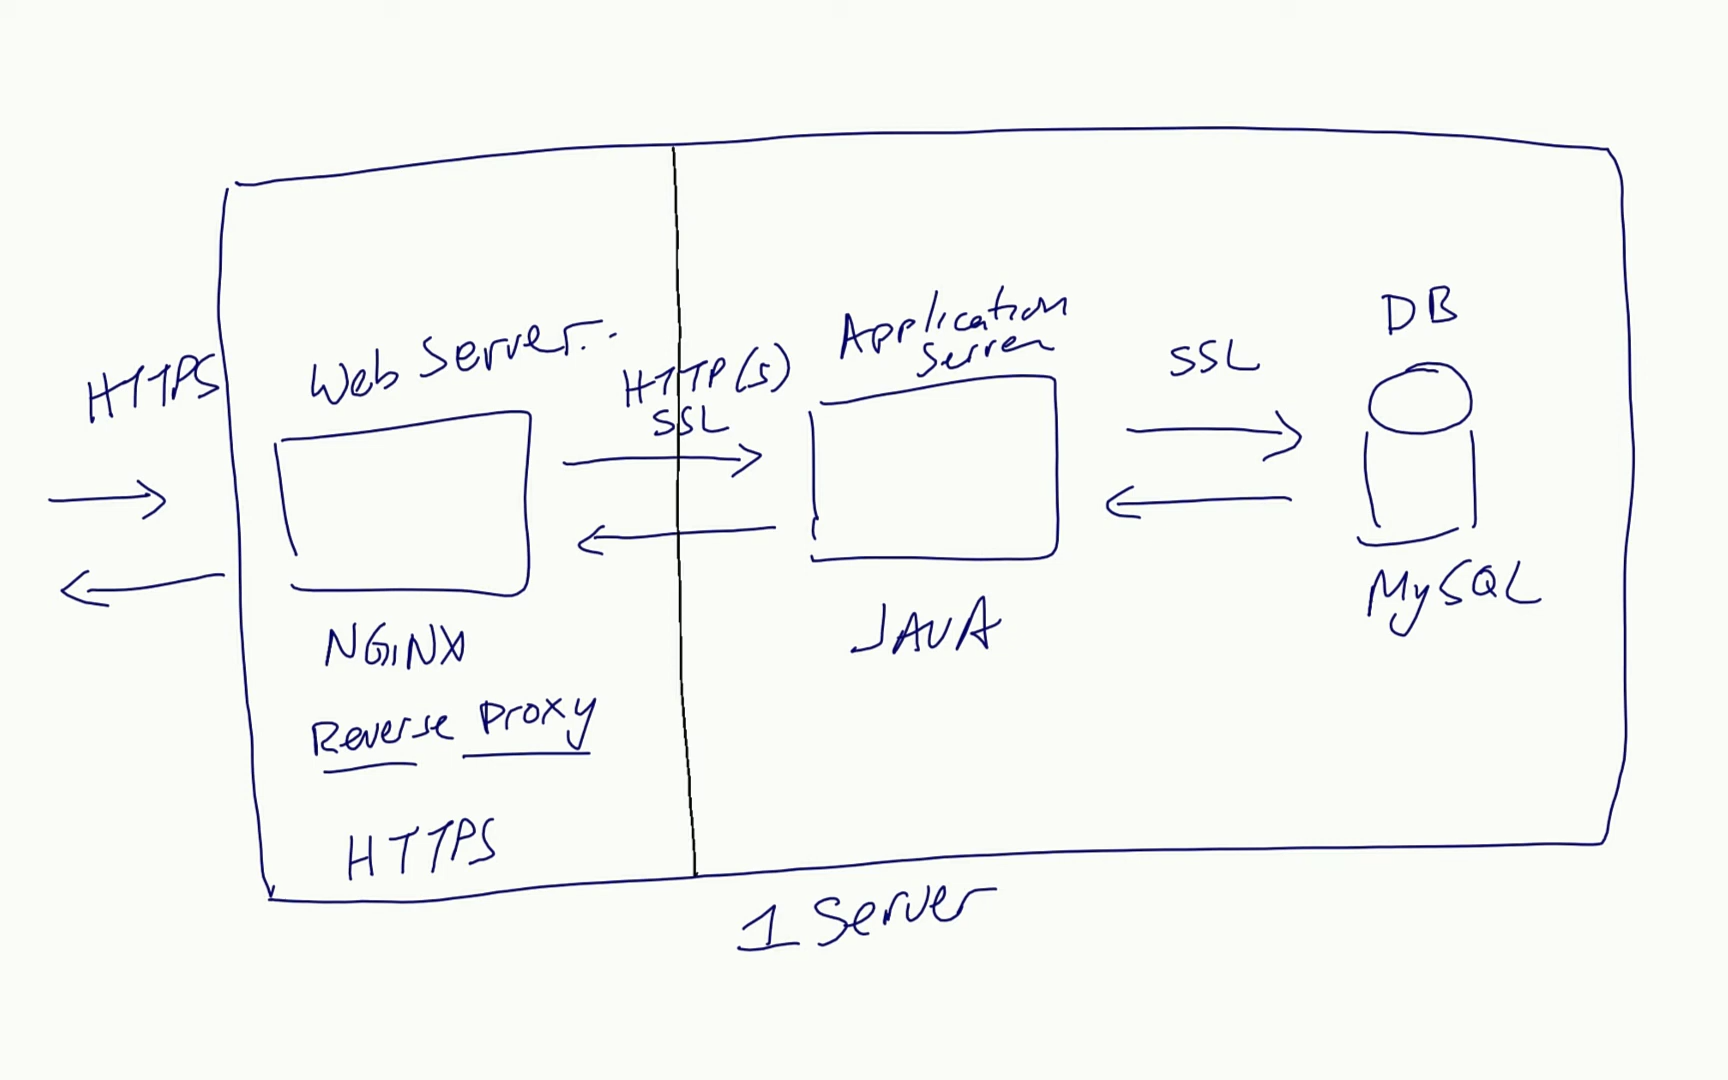 HTTPS
Web Server..
NGINX
Reverse Proxy
HTTPS
HTTP(s)
SSL
Application
Server
JAVA
SSL
DB
MySQL
1 Server